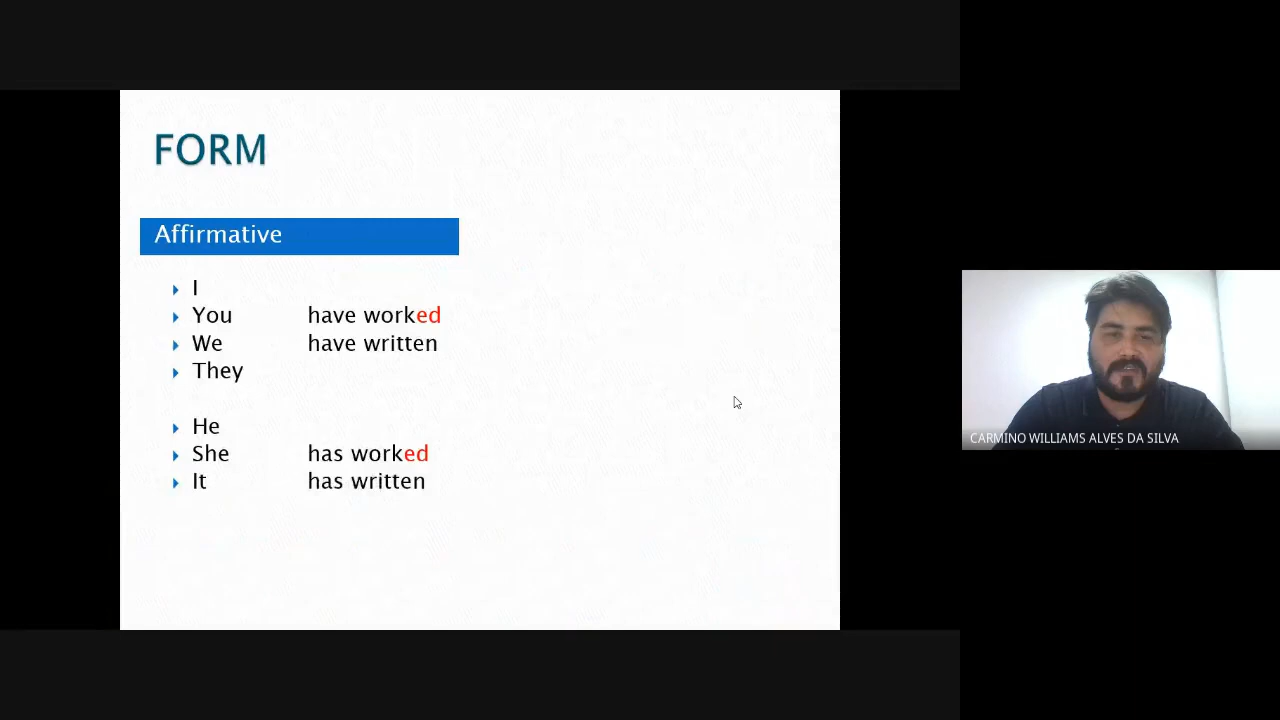 FORM
Affirmative
I
You have worked
We have written
They
He
She has worked
It has written
CARMINO WILLIAMS ALVES DA SILVA